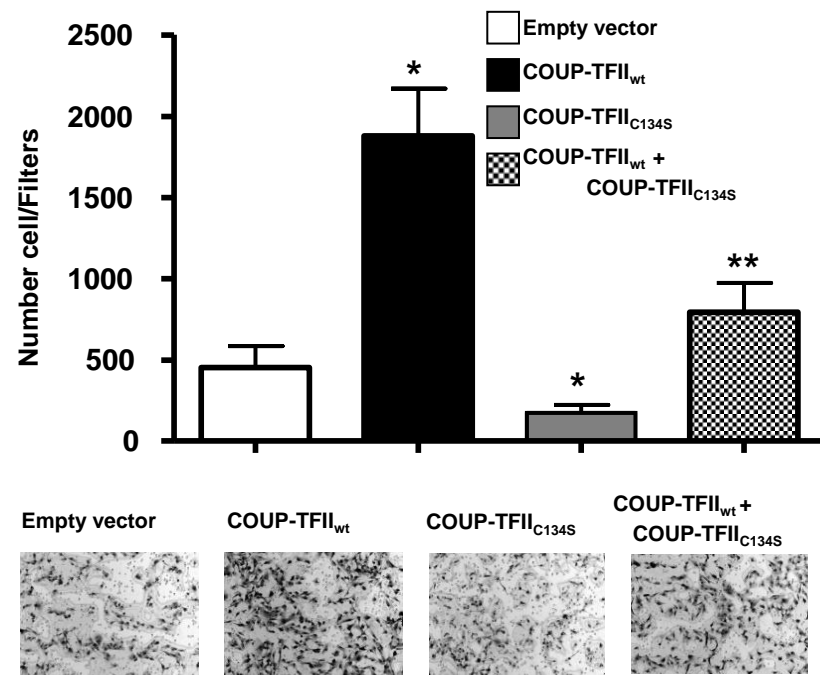 Number cell/Filters
2500
2000
1500
1000
500
0
*
*
**
Empty vector
COUP-TFIIwt
COUP-TFIIC134S
COUP-TFIIwt +
COUP-TFIIC134S
Empty vector
COUP-TFIIwt
COUP-TFIIC134S
COUP-TFIIwt +
COUP-TFIIC134S